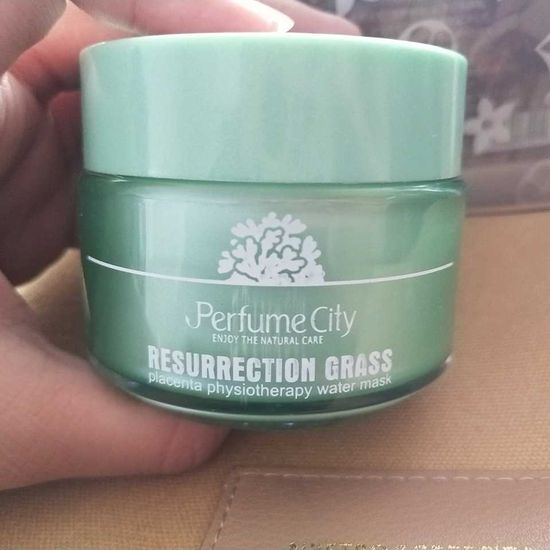 Perfume City
ENJOY THE NATURAL CARE
RESURRECTION GRASS
placenta physiotherapy water mask